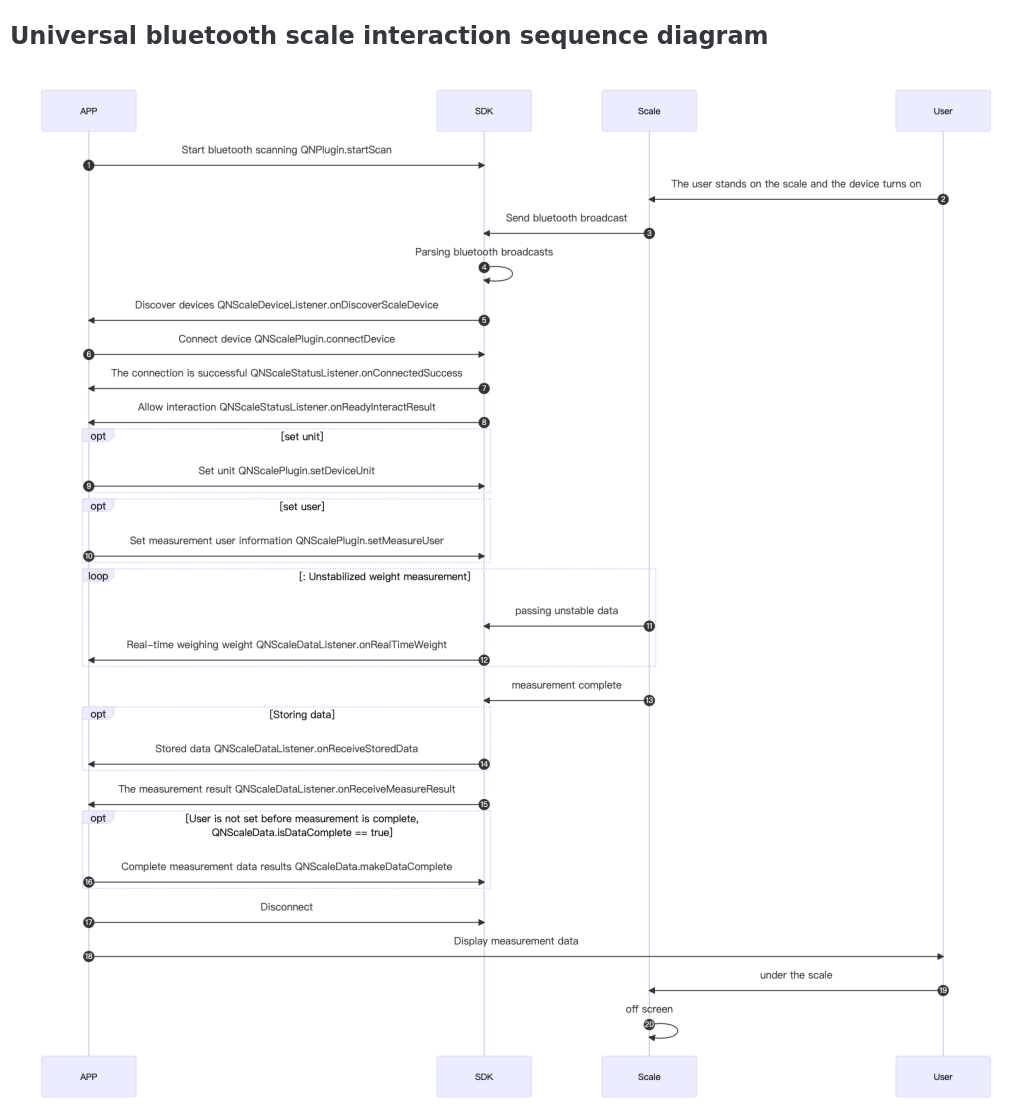 Universal bluetooth scale interaction sequence diagram
APP
SDK
Scale
User
Start bluetooth scanning QNPlugin.startScan
1
The user stands on the scale and the device turns on
2
Send bluetooth broadcast
3
Parsing bluetooth broadcasts
4
Discover devices QNScaleDeviceListener.onDiscoverScaleDevice
5
Connect device QNScalePlugin.connectDevice
6
The connection is successful QNScaleStatusListener.onConnectedSuccess
7
Allow interaction QNScaleStatusListener.onReadyInteractResult
8
opt
[set unit]
Set unit QNScalePlugin.setDeviceUnit
9
opt
[set user]
Set measurement user information QNScalePlugin.setMeasureUser
10
loop
[: Unstabilized weight measurement]
passing unstable data
11
Real-time weighing weight QNScaleDataListener.onRealTimeWeight
12
measurement complete
13
opt
[Storing data]
Stored data QNScaleDataListener.onReceiveStoredData
14
The measurement result QNScaleDataListener.onReceiveMeasureResult
15
opt
[User is not set before measurement is complete,
QNScaleData.isDataComplete == true]
Complete measurement data results QNScaleData.makeDataComplete
16
Disconnect
17
Display measurement data
18
under the scale
19
off screen
20
APP
SDK
Scale
User